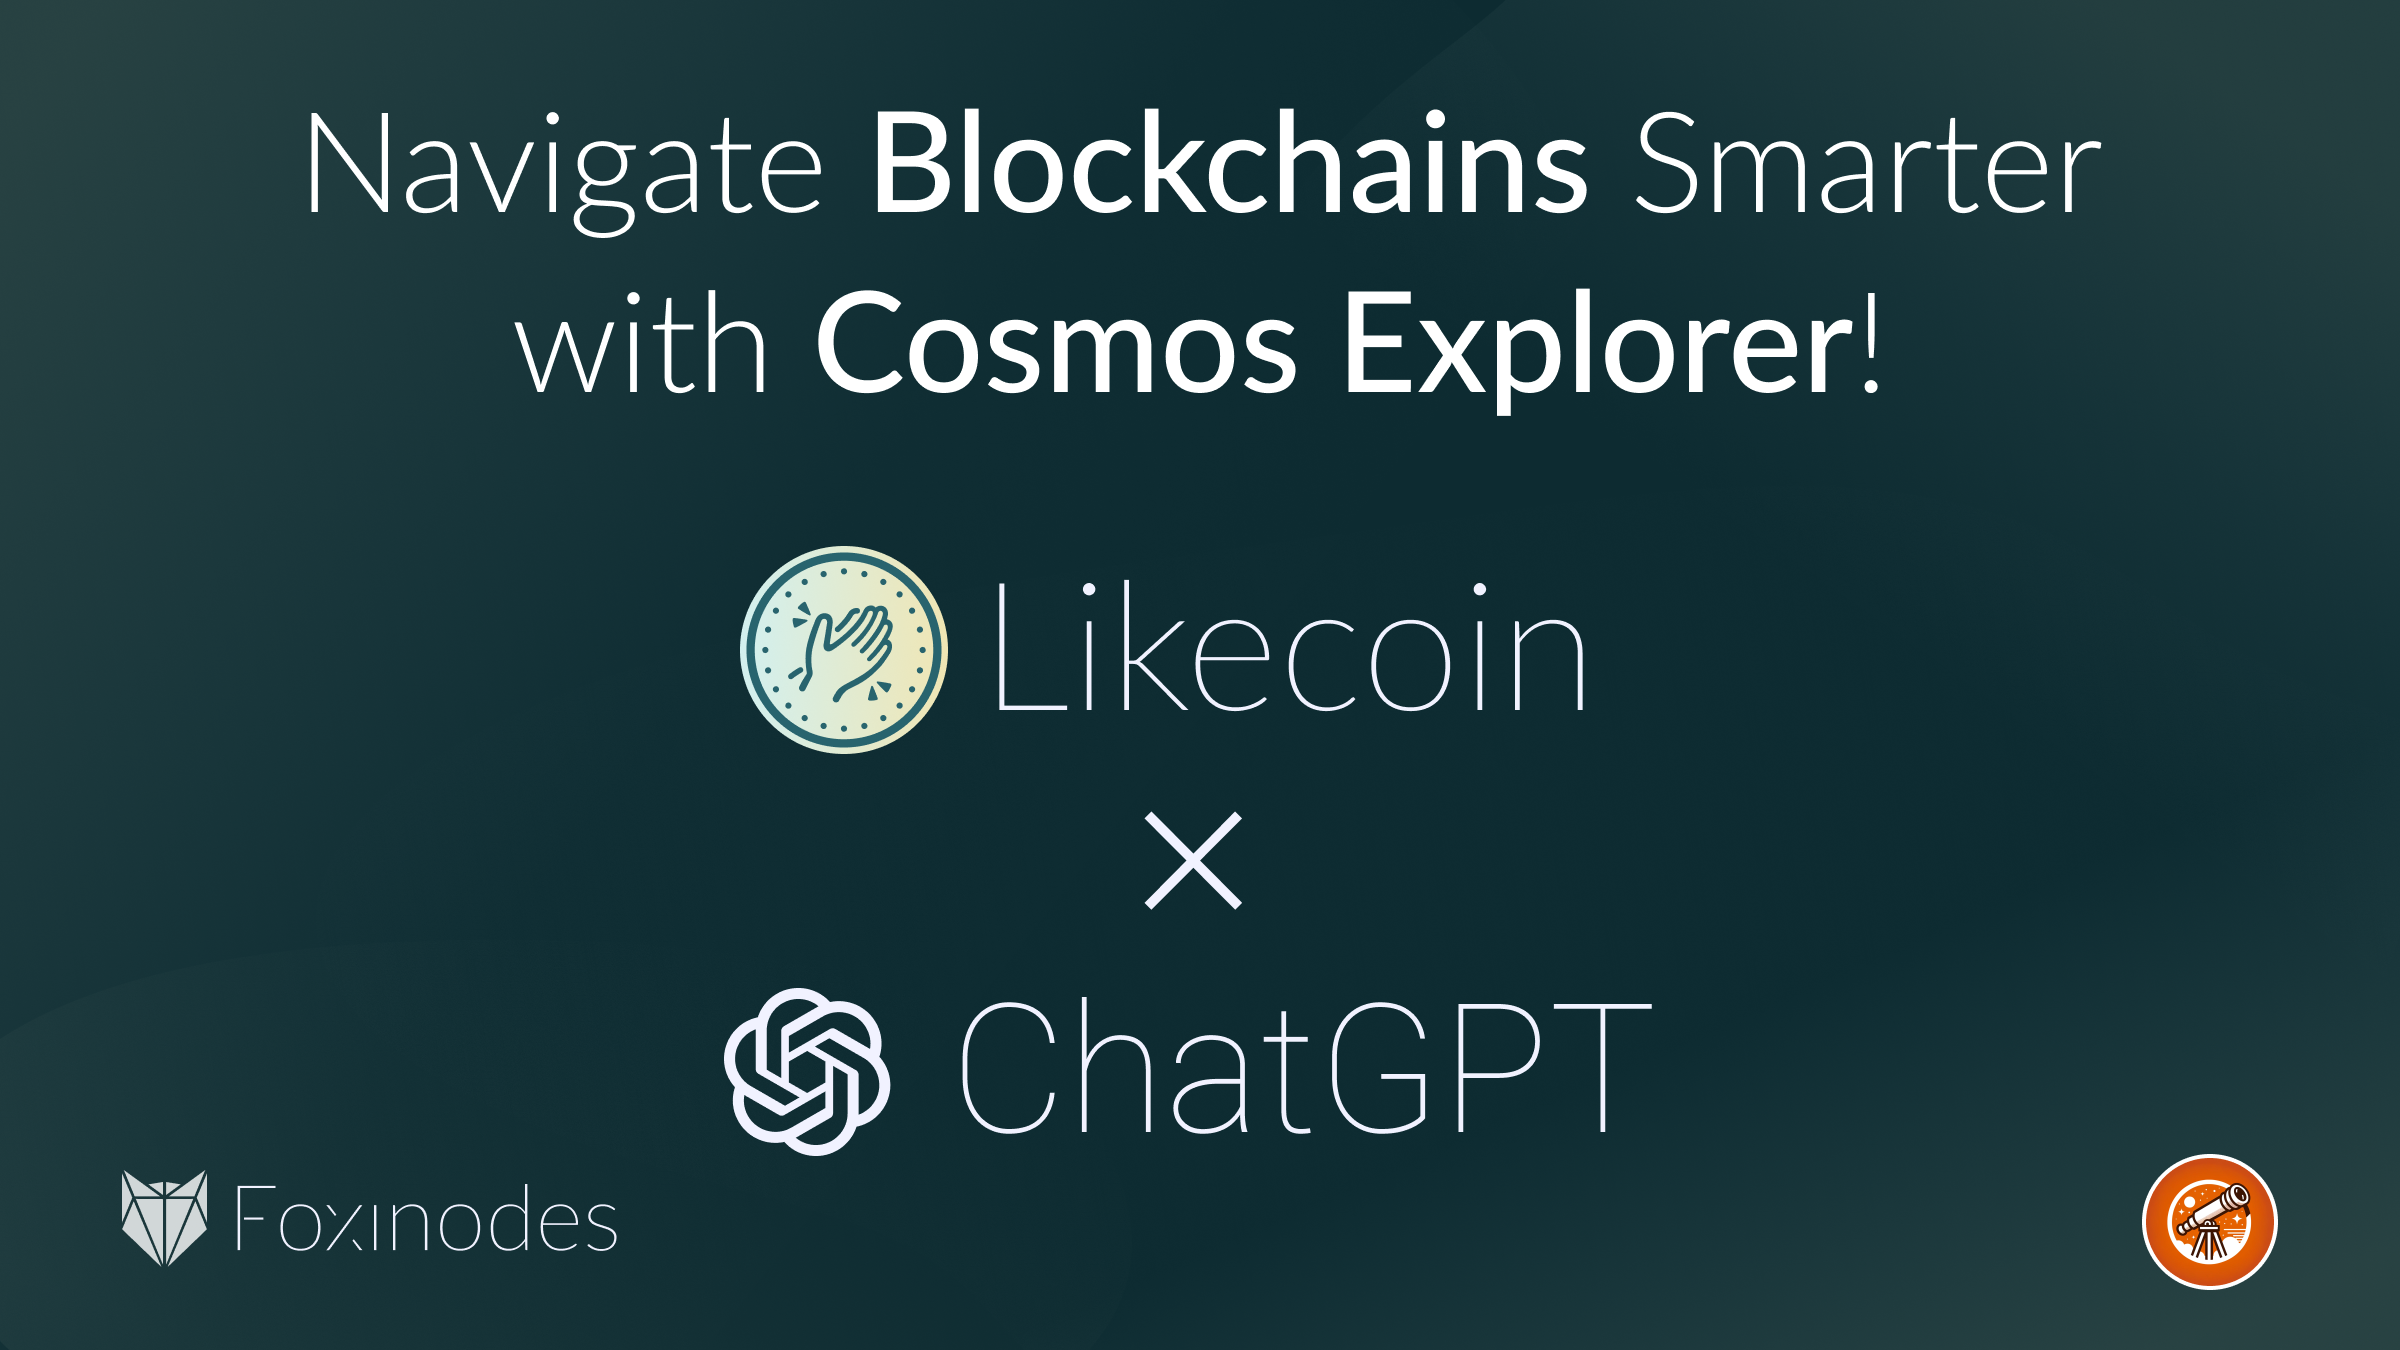 Navigate Blockchains Smarter
with Cosmos Explorer!
Likecoin
×
ChatGPT
Foxinodes